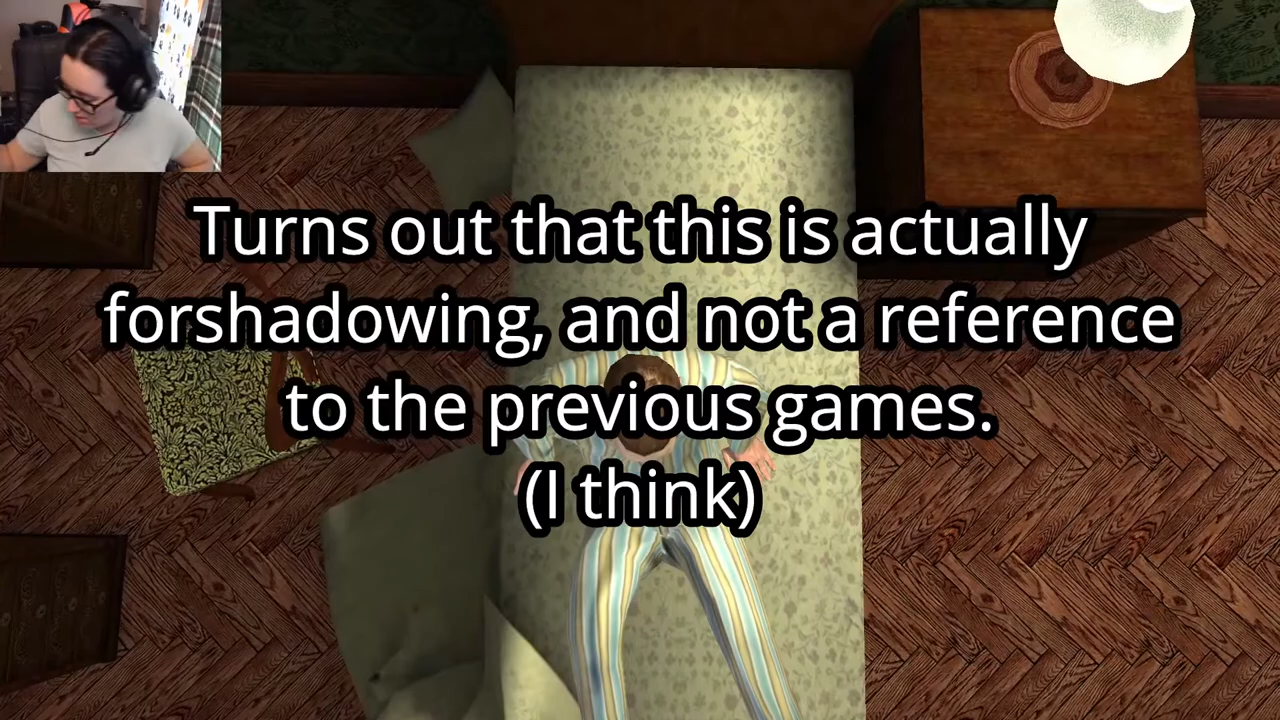 Turns out that this is actually
forshadowing, and not a reference
to the previous games.
(I think)